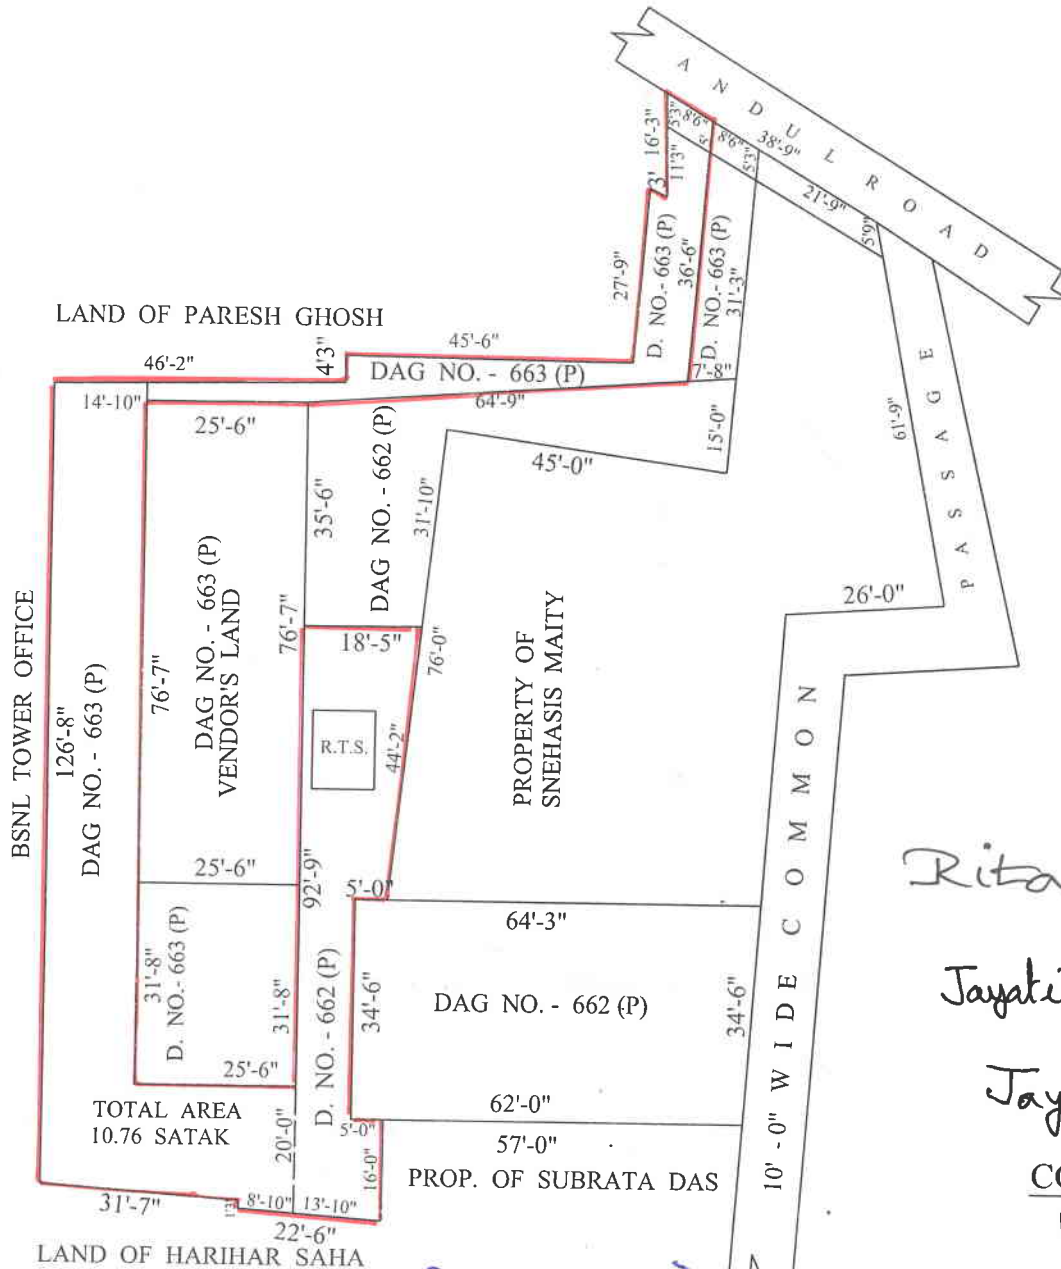 ANDUL ROAD
16'-3"
5'3"
8'6"
8'6"
5'3"
38'-9"
21'-9"
5'9"
11'3"
3'
27'-9"
D. NO.- 663 (P)
36'-6"
D. NO.- 663 (P)
31'-3"
LAND OF PARESH GHOSH
46'-2"
4'3"
45'-6"
DAG NO. - 663 (P)
7'-8"
14'-10"
25'-6"
64'-9"
15'-0"
45'-0"
61'-9"
PASSAGE
35'-6"
DAG NO. - 662 (P)
31'-10"
BSNL TOWER OFFICE
126'-8"
DAG NO. - 663 (P)
76'-7"
DAG NO. - 663 (P)
VENDOR'S LAND
76'-7"
18'-5"
76'-0"
R.T.S.
44'-2"
PROPERTY OF
SNEHASIS MAITY
26'-0"
10' -0" WIDE COMMON
25'-6"
92'-9"
5'-0"
64'-3"
Rita
31'-8"
D. NO.- 663 (P)
31'-8"
D. NO. - 662 (P)
34'-6"
DAG NO. - 662 (P)
34'-6"
Jayati
25'-6"
TOTAL AREA
10.76 SATAK
20'-0"
5'-0"
62'-0"
57'-0"
Jay
16'-0"
PROP. OF SUBRATA DAS
CO
31'-7"
1'3"
8'-10"
13'-10"
22'-6"
LAND OF HARIHAR SAHA